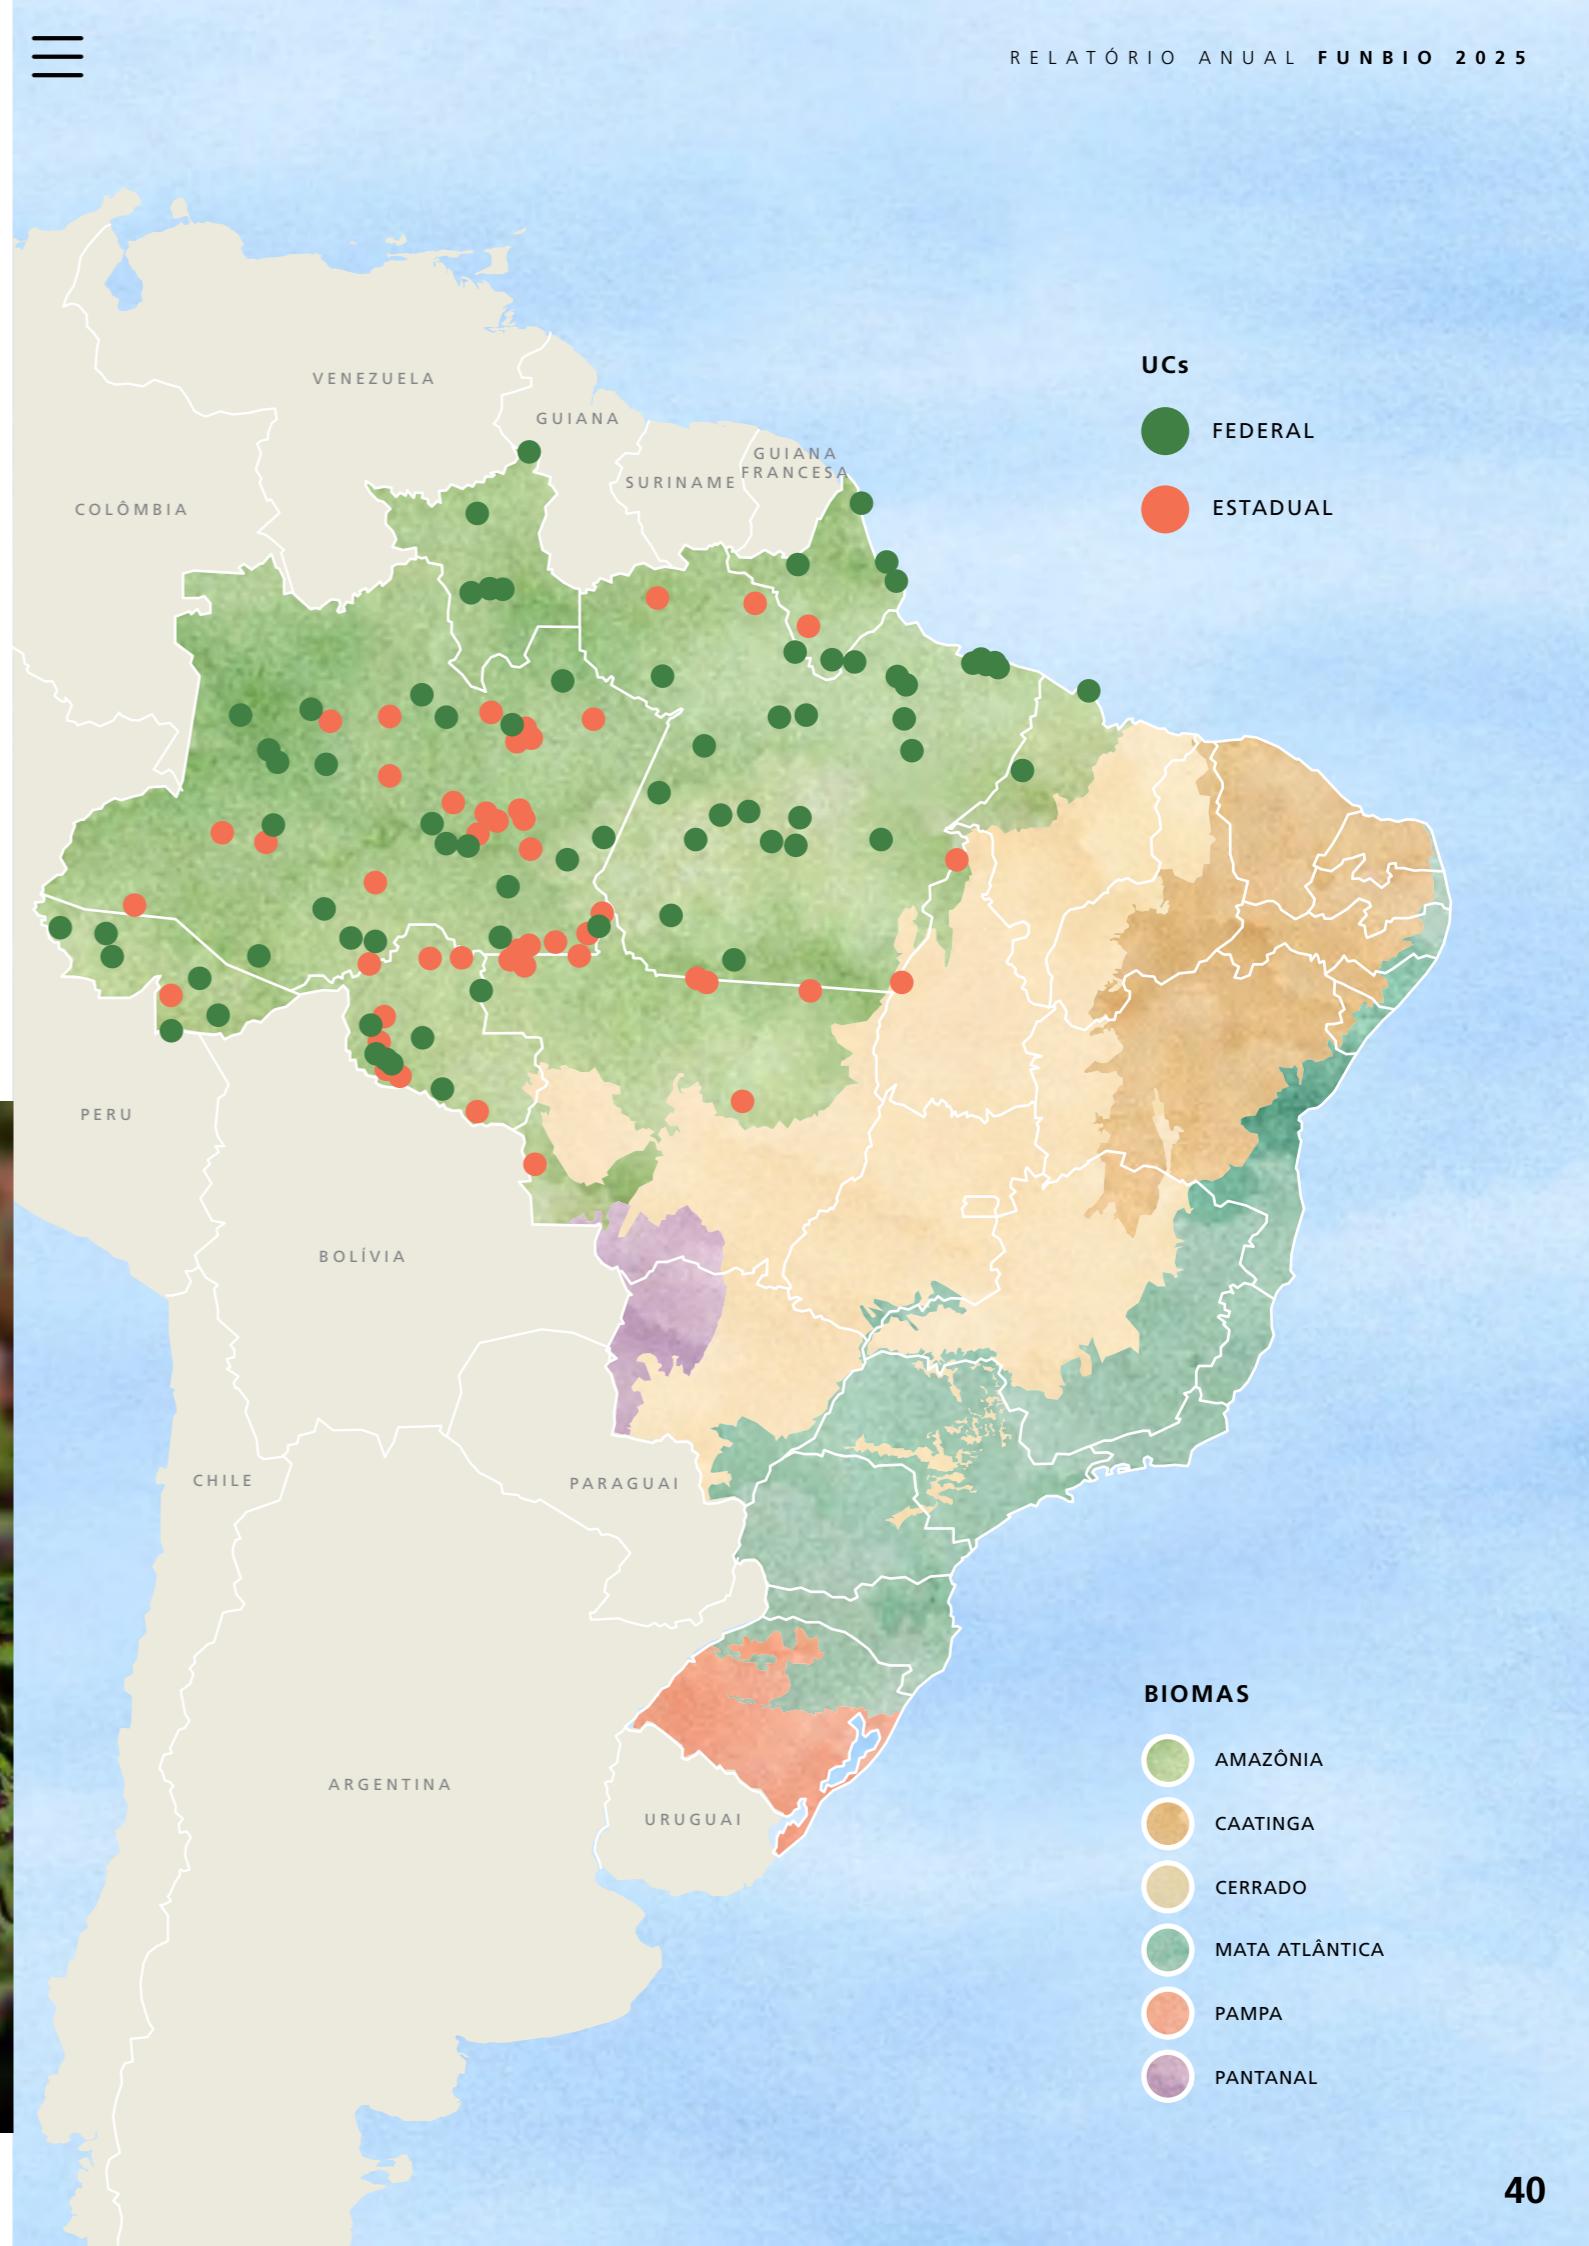 RELATÓRIO ANUAL FUNBIO 2025
UCs
FEDERAL
ESTADUAL
VENEZUELA
GUIANA
SURINAME
GUIANA
FRANCESA
COLÔMBIA
PERU
BOLÍVIA
CHILE
PARAGUAI
ARGENTINA
URUGUAI
BIOMAS
AMAZÔNIA
CAATINGA
CERRADO
MATA ATLÂNTICA
PAMPA
PANTANAL
40